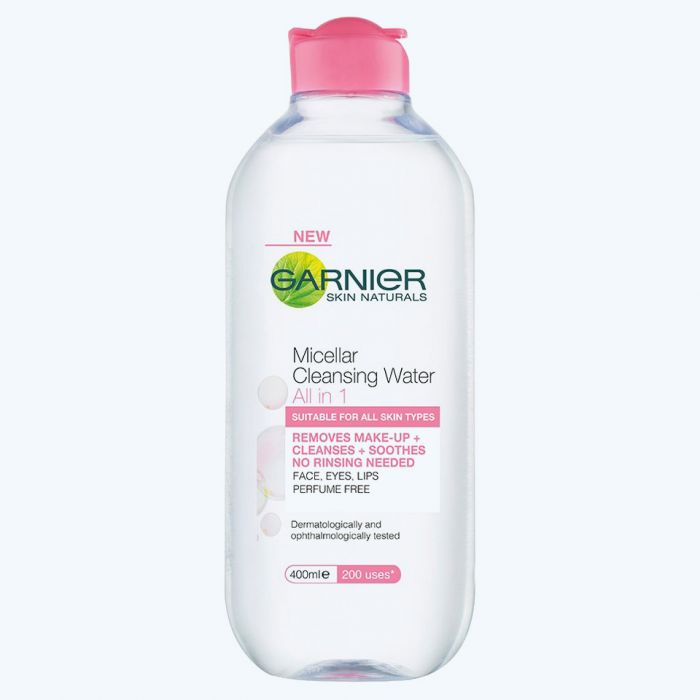 NEW
GARNIER
SKIN NATURALS
Micellar
Cleansing Water
All in 1
SUITABLE FOR ALL SKIN TYPES
REMOVES MAKE-UP +
CLEANSES + SOOTHES
NO RINSING NEEDED
FACE, EYES, LIPS
PERFUME FREE
Dermatologically and
ophthalmologically tested
400ml℮ 200 uses*